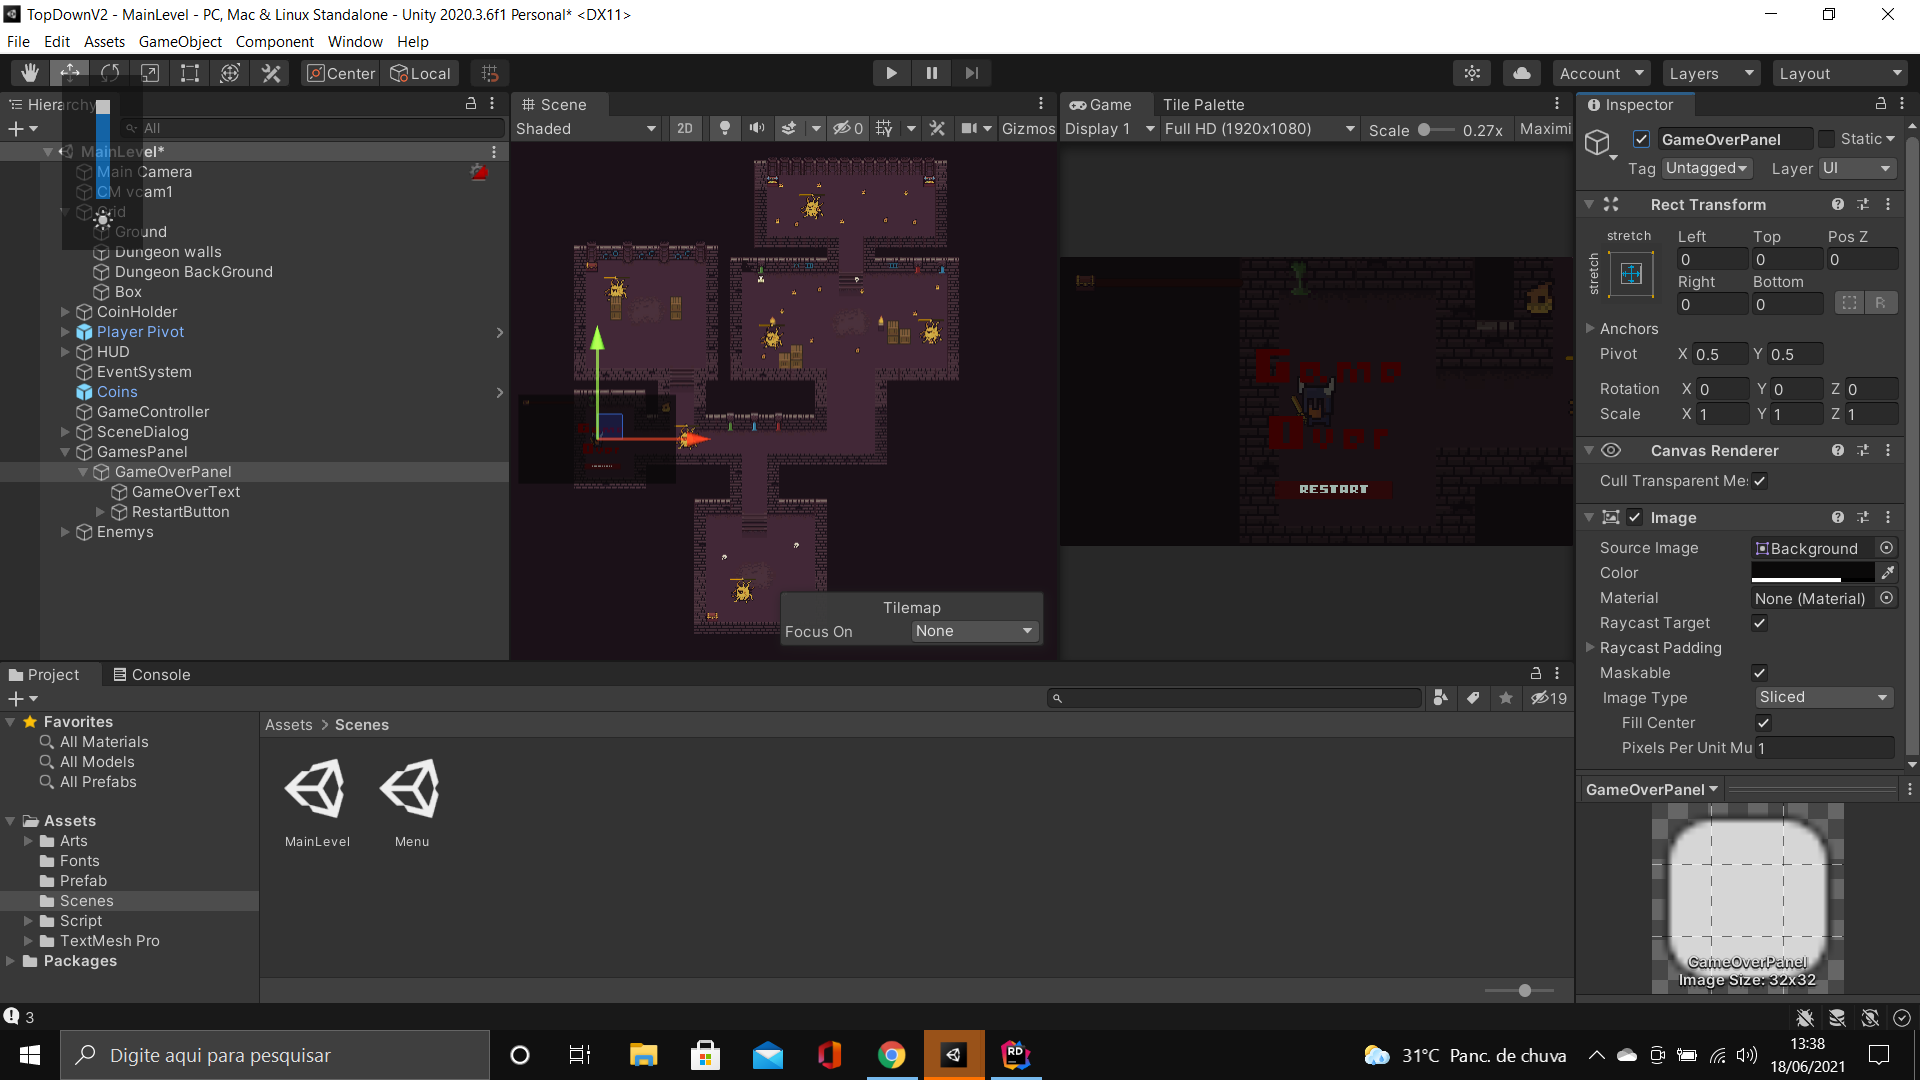 TopDownV2 - MainLevel - PC, Mac & Linux Standalone - Unity 2020.3.6f1 Personal* <DX11>
File Edit Assets GameObject Component Window Help
Center Local
Account Layers Layout
Hierarchy
All
MainLevel*
Main Camera
CM vcam1
Grid
Ground
Dungeon walls
Dungeon BackGround
Box
CoinHolder
Player Pivot
HUD
EventSystem
Coins
GameController
SceneDialog
GamesPanel
GameOverPanel
GameOverText
RestartButton
Enemys
Scene
Shaded 2D 0 Gizmos
Tilemap
Focus On None
Game Tile Palette
Display 1 Full HD (1920x1080) Scale 0.27x Maximi
Game
Over
RESTART
Inspector
GameOverPanel Static
Tag Untagged Layer UI
Rect Transform
stretch Left Top Pos Z
stretch 0 0 0
Right Bottom
0 0 R
Anchors
Pivot X 0.5 Y 0.5
Rotation X 0 Y 0 Z 0
Scale X 1 Y 1 Z 1
Canvas Renderer
Cull Transparent Mes
Image
Source Image Background
Color
Material None (Material)
Raycast Target
Raycast Padding
Maskable
Image Type Sliced
Fill Center
Pixels Per Unit Mu 1
GameOverPanel
GameOverPanel
Image Size: 32x32
Project Console
19
Favorites
All Materials
All Models
All Prefabs
Assets
Arts
Fonts
Prefab
Scenes
Script
TextMesh Pro
Packages
Assets > Scenes
MainLevel Menu
3
Digite aqui para pesquisar
RD
31°C Panc. de chuva
13:38
18/06/2021